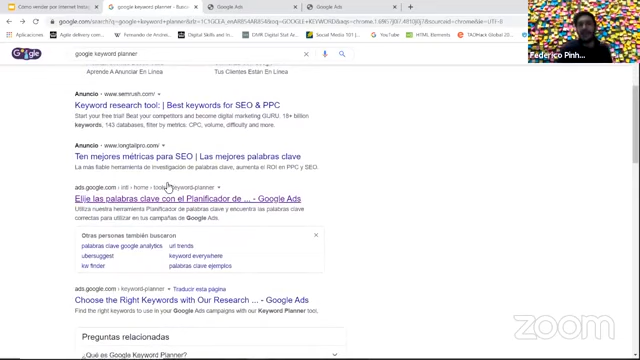 Cómo vender por internet Instit
google keyword planner - Busc
Google Ads
Google Ads
Aplicaciones
Agile delivery
DMR Digital Smart
Social Media 101 |
YouTube
HTML Elements
TAOHack Global O
Google
google keyword planner
Federico Pinh...
Aprende A Anunciar En Línea
Tus Clientes Están En Línea
Anuncio · www.semrush.com/
Keyword research tool: | Best keywords for SEO & PPC
Start your free trial! Beat your competitors and become digital marketing GURU. 18+ billion
keywords, 143 databases, filter by metrics: CPC, volume, difficulty and more.
Anuncio · www.longtailpro.com/
Ten mejores métricas para SEO | Las mejores palabras clave
La más fiable herramienta de investigación de palabras clave, aumenta el ROI en PPC y SEO.
ads.google.com › intl › home › tools › keyword-planner
Elije las palabras clave con el Planificador de ... - Google Ads
Utiliza nuestra herramienta Planificador de palabras clave y encuentra las palabras clave
correctas para utilizar en tus campañas de Google Ads.
Otras personas también buscaron
palabras clave google analytics
url trends
ubersuggest
keyword everywhere
kw finder
palabras clave ejemplos
ads.google.com › keyword-planner
Traducir esta página
Choose the Right Keywords with Our Research ... - Google Ads
Find the right keywords to use in your Google Ads campaigns with our Keyword Planner tool.
Preguntas relacionadas
¿Qué es Google Keyword Planner?
zoom